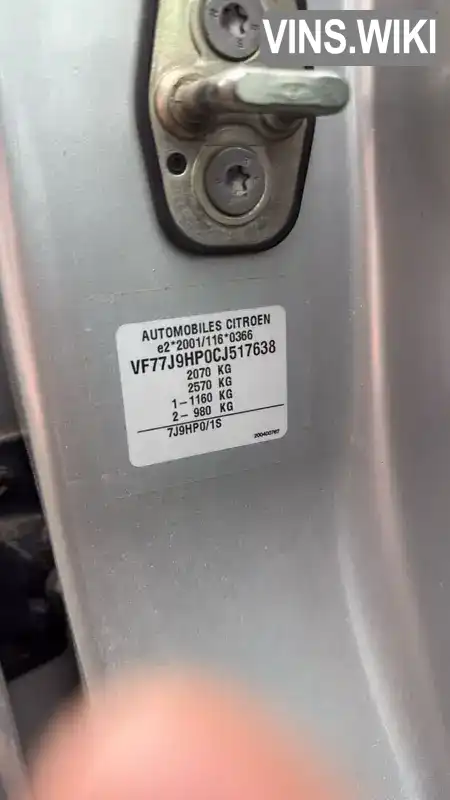 VINS.WIKI
AUTOMOBILES CITROEN
e2*2001/116*0366
VF77J9HP0CJ517638
2070 KG
2570 KG
1-1160 KG
2- 980 KG
7J9HP0/1S